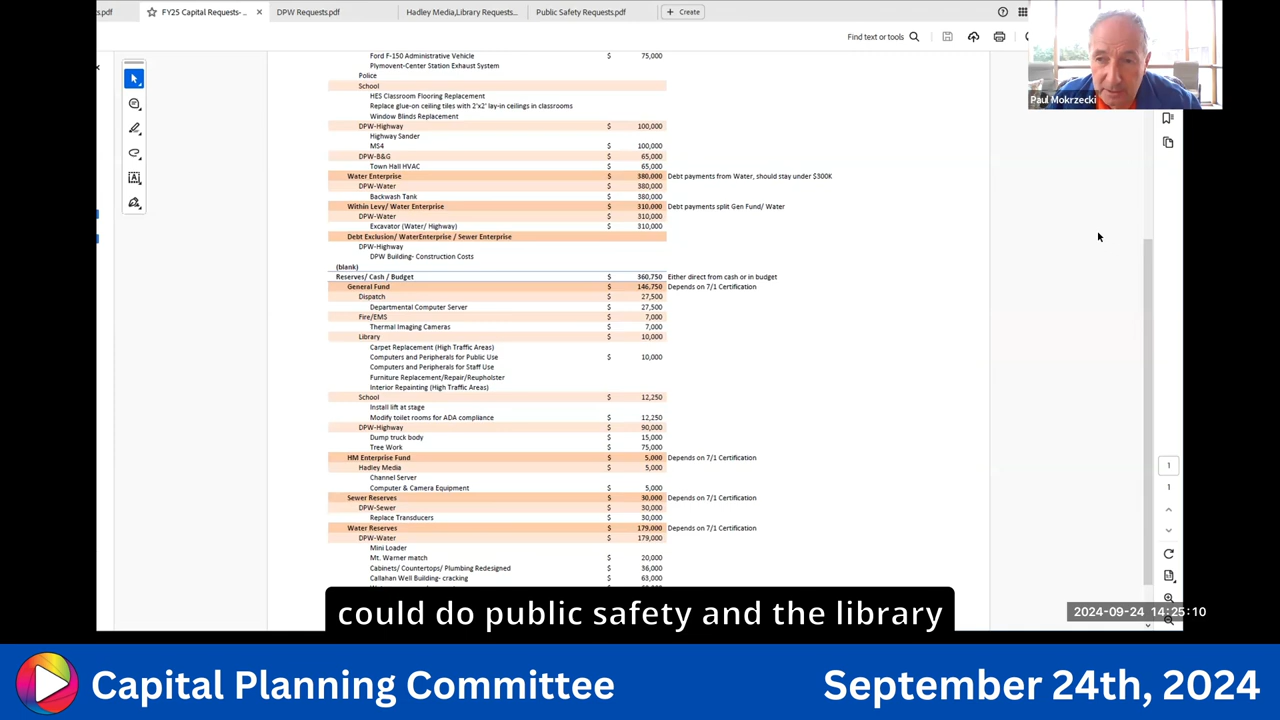 s.pdf
FY25 Capital Requests-
DPW Requests.pdf
Hadley Media,Library Requests...
Public Safety Requests.pdf
Create
Find text or tools
Ford F-150 Administrative Vehicle $ 75,000
Plymovent-Center Station Exhaust System
Police
School
HES Classroom Flooring Replacement
Replace glue-on ceiling tiles with 2'x2' lay-in ceilings in classrooms
Window Blinds Replacement
DPW-Highway $ 100,000
Highway Sander
MS4 $ 100,000
DPW-B&G $ 65,000
Town Hall HVAC $ 65,000
Water Enterprise $ 380,000 Debt payments from Water, should stay under $300K
DPW-Water $ 380,000
Backwash Tank $ 380,000
Within Levy/ Water Enterprise $ 310,000 Debt payments split Gen Fund/ Water
DPW-Water $ 310,000
Excavator (Water/ Highway) $ 310,000
Debt Exclusion/ WaterEnterprise / Sewer Enterprise
DPW-Highway
DPW Building- Construction Costs
(blank)
Reserves/ Cash / Budget $ 360,750 Either direct from cash or in budget
General Fund $ 146,750 Depends on 7/1 Certification
Dispatch $ 27,500
Departmental Computer Server $ 27,500
Fire/EMS $ 7,000
Thermal Imaging Cameras $ 7,000
Library $ 10,000
Carpet Replacement (High Traffic Areas)
Computers and Peripherals for Public Use $ 10,000
Computers and Peripherals for Staff Use
Furniture Replacement/Repair/Reupholster
Interior Repainting (High Traffic Areas)
School $ 12,250
Install lift at stage
Modify toilet rooms for ADA compliance $ 12,250
DPW-Highway $ 90,000
Dump truck body $ 15,000
Tree Work $ 75,000
HM Enterprise Fund $ 5,000 Depends on 7/1 Certification
Hadley Media $ 5,000
Channel Server
Computer & Camera Equipment $ 5,000
Sewer Reserves $ 30,000 Depends on 7/1 Certification
DPW-Sewer $ 30,000
Replace Transducers $ 30,000
Water Reserves $ 179,000 Depends on 7/1 Certification
DPW-Water $ 179,000
Mini Loader
Mt. Warner match $ 20,000
Cabinets/ Countertops/ Plumbing Redesigned $ 36,000
Callahan Well Building- cracking $ 63,000
Paul Mokrzecki
1
1
could do public safety and the library
2024-09-24 14:25:10
Capital Planning Committee
September 24th, 2024